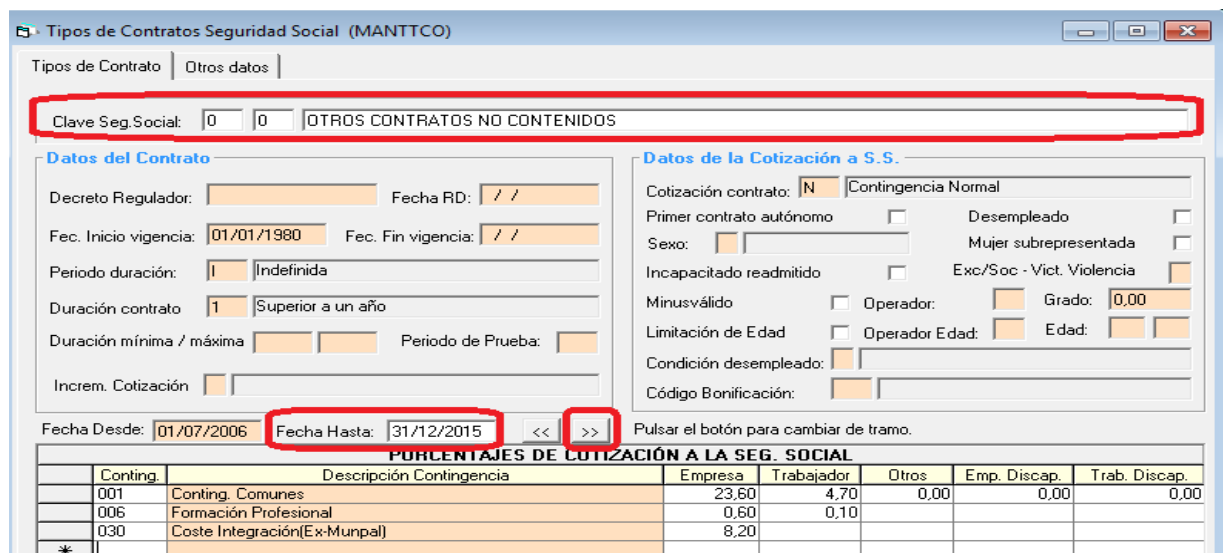 Tipos de Contratos Seguridad Social (MANTTCO)
Tipos de Contrato Otros datos
Clave Seg.Social: 0 0 OTROS CONTRATOS NO CONTENIDOS
Datos del Contrato
Decreto Regulador: Fecha RD: / /
Fec. Inicio vigencia: 01/01/1980 Fec. Fin vigencia: / /
Periodo duración: I Indefinida
Duración contrato 1 Superior a un año
Duración mínima / máxima Periodo de Prueba:
Increm. Cotización
Datos de la Cotización a S.S.
Cotización contrato: N Contingencia Normal
Primer contrato autónomo Desempleado
Sexo: Mujer subrepresentada
Incapacitado readmitido Exc/Soc - Vict. Violencia
Minusválido Operador: Grado: 0,00
Limitación de Edad Operador Edad: Edad:
Condición desempleado:
Código Bonificación:
Fecha Desde: 01/07/2006 Fecha Hasta: 31/12/2015 << >> Pulsar el botón para cambiar de tramo.
PORCENTAJES DE COTIZACIÓN A LA SEG. SOCIAL
Conting. Descripción Contingencia Empresa Trabajador Otros Emp. Discap. Trab. Discap.
001 Conting. Comunes 23,60 4,70 0,00 0,00 0,00
006 Formación Profesional 0,60 0,10
030 Coste Integración(Ex-Munpal) 8,20
*